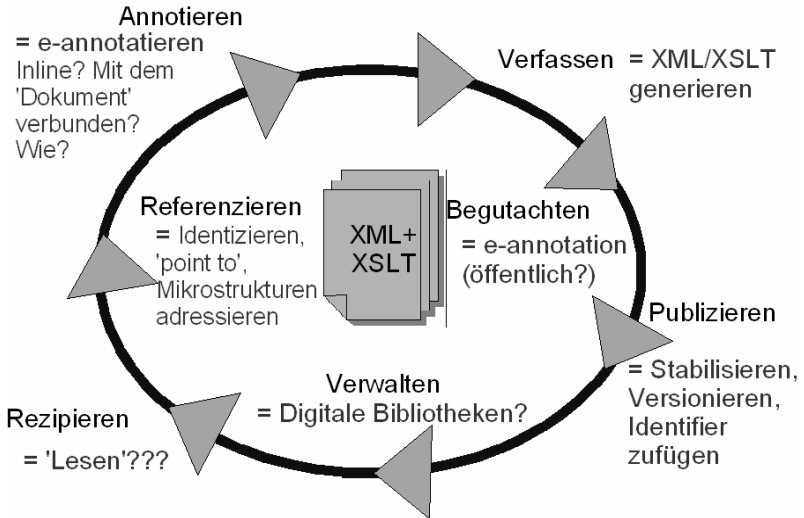 Annotieren
= e-annotatieren
Inline? Mit dem
'Dokument'
verbunden?
Wie?
Verfassen = XML/XSLT
generieren
Referenzieren
= Identizieren,
'point to',
Mikrostrukturen
adressieren
XML+
XSLT
Begutachten
= e-annotation
(öffentlich?)
Publizieren
= Stabilisieren,
Versionieren,
Identifier
zufügen
Verwalten
= Digitale Bibliotheken?
Rezipieren
= 'Lesen'???